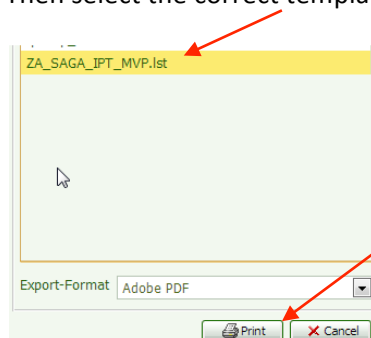 Then select the correct templa
ZA_SAGA_IPT_MVP.lst
Export-Format Adobe PDF
Print Cancel